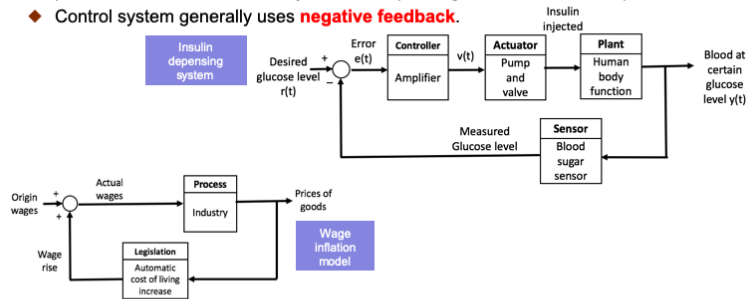 Control system generally uses negative feedback.
Insulin
depensing
system
Desired
glucose level
r(t)
+
−
Error
e(t)
Controller
Amplifier
v(t)
Actuator
Pump
and
valve
Insulin
injected
Plant
Human
body
function
Blood at
certain
glucose
level y(t)
Measured
Glucose level
Sensor
Blood
sugar
sensor
Origin
wages
+
+
Actual
wages
Process
Industry
Prices of
goods
Wage
inflation
model
Wage
rise
Legislation
Automatic
cost of living
increase